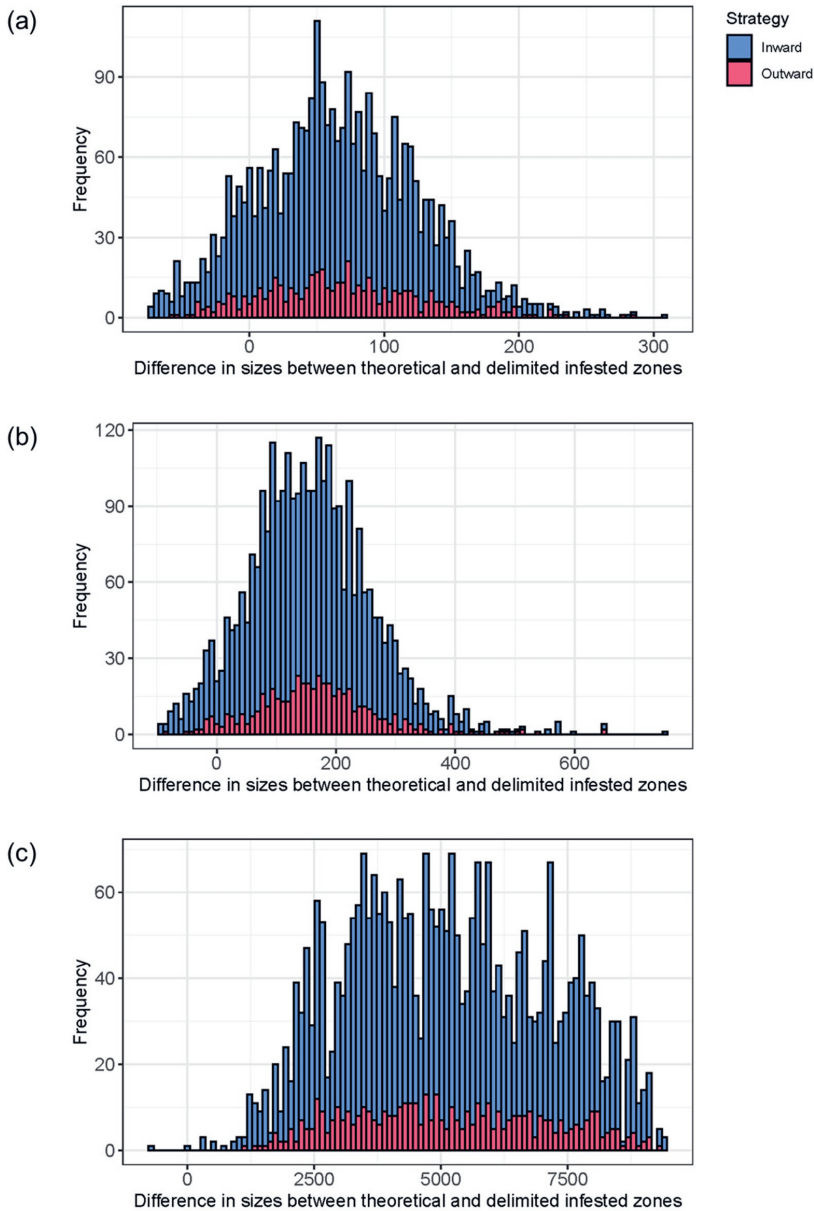 (a)
Strategy
Inward
Outward
Frequency
90
60
30
0
0 100 200 300
Difference in sizes between theoretical and delimited infested zones
(b)
Frequency
120
90
60
30
0
0 200 400 600
Difference in sizes between theoretical and delimited infested zones
(c)
Frequency
60
40
20
0
0 2500 5000 7500
Difference in sizes between theoretical and delimited infested zones